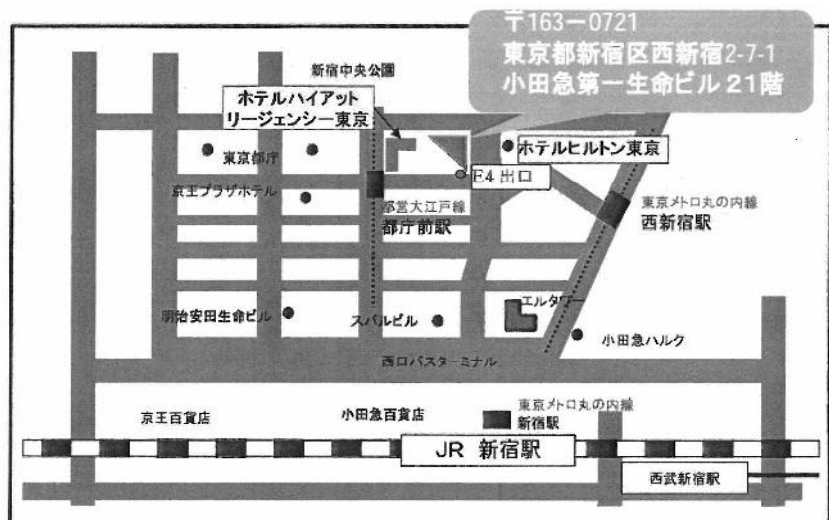 〒163-0721
東京都新宿区西新宿2-7-1
小田急第一生命ビル 21階
新宿中央公園
ホテルハイアット
リージェンシー東京
東京都庁
ホテルヒルトン東京
E4 出口
京王プラザホテル
都営大江戸線
都庁前駅
東京メトロ丸の内線
西新宿駅
エルタワー
明治安田生命ビル
スバルビル
小田急ハルク
西口バスターミナル
京王百貨店
小田急百貨店
東京メトロ丸の内線
新宿駅
JR 新宿駅
西武新宿駅